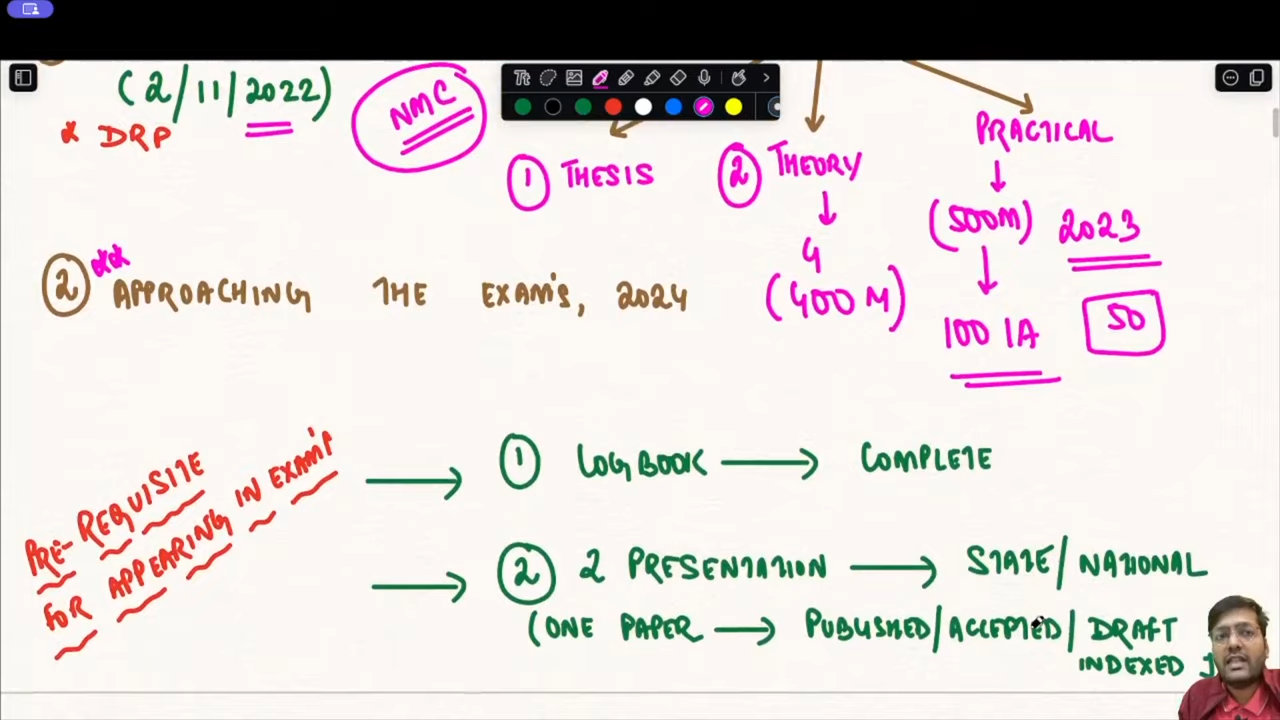 (2/11/2022)
* DRP
NMC
① THESIS
② THEORY
4
(400 M)
PRACTICAL
(500M) 2023
100 IA 50
② ** APPROACHING THE EXAM'S, 2024
PRE-REQUISITE
FOR APPEARING IN EXAM'S
① LOGBOOK → COMPLETE
② 2 PRESENTATION → STATE/NATIONAL
(ONE PAPER → PUBLISHED/ACCEPTED/DRAFT
INDEXED
Tt